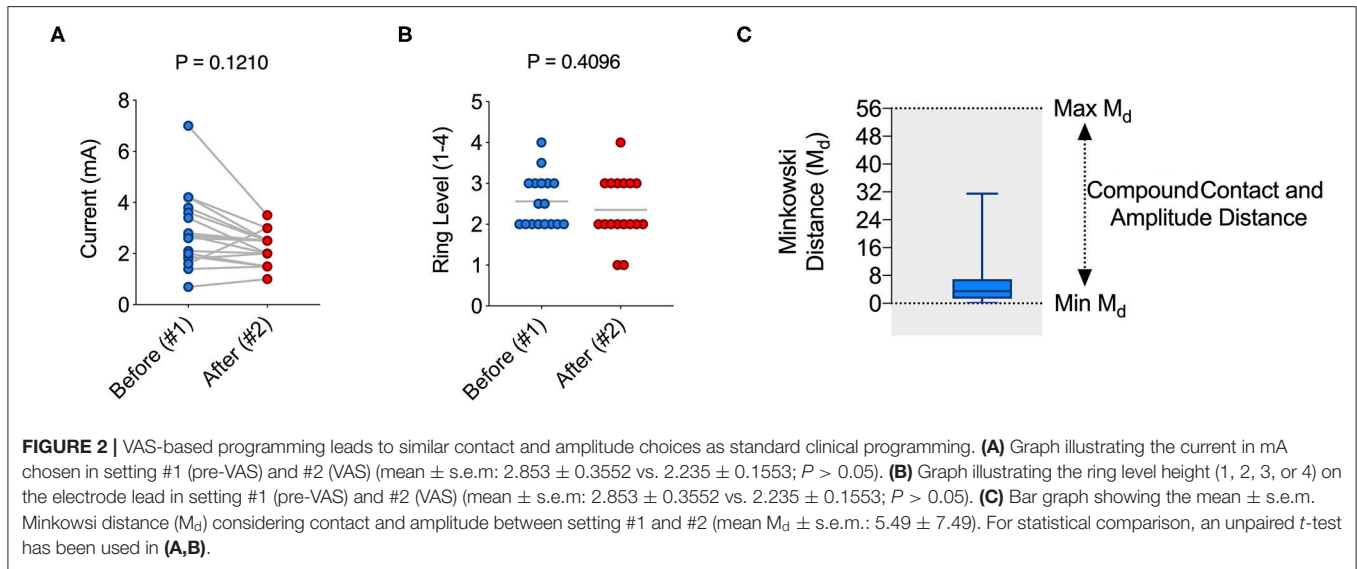 A
P = 0.1210
Current (mA)
8
6
4
2
0
Before (#1)
After (#2)
B
P = 0.4096
Ring Level (1-4)
5
4
3
2
1
0
Before (#1)
After (#2)
C
Minkowski
Distance (Md)
56
48
40
32
24
16
8
0
Max Md
Compound Contact and
Amplitude Distance
Min Md
FIGURE 2 | VAS-based programming leads to similar contact and amplitude choices as standard clinical programming. (A) Graph illustrating the current in mA
chosen in setting #1 (pre-VAS) and #2 (VAS) (mean ± s.e.m: 2.853 ± 0.3552 vs. 2.235 ± 0.1553; P > 0.05). (B) Graph illustrating the ring level height (1, 2, 3, or 4) on
the electrode lead in setting #1 (pre-VAS) and #2 (VAS) (mean ± s.e.m: 2.853 ± 0.3552 vs. 2.235 ± 0.1553; P > 0.05). (C) Bar graph showing the mean ± s.e.m.
Minkowsi distance (Md) considering contact and amplitude between setting #1 and #2 (mean Md ± s.e.m.: 5.49 ± 7.49). For statistical comparison, an unpaired t-test
has been used in (A,B).